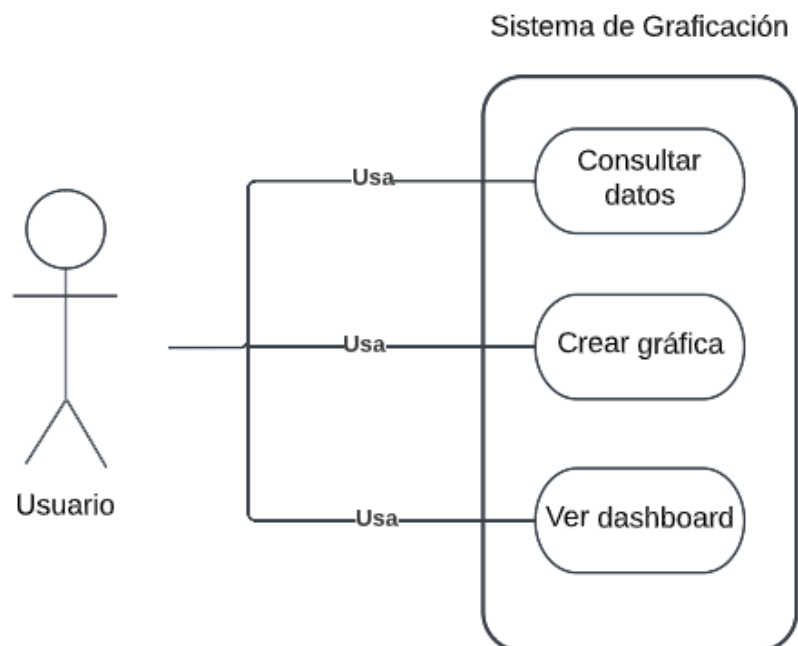 Sistema de Graficación
Usa
Consultar
datos
Usa
Crear gráfica
Usa
Ver dashboard
Usuario